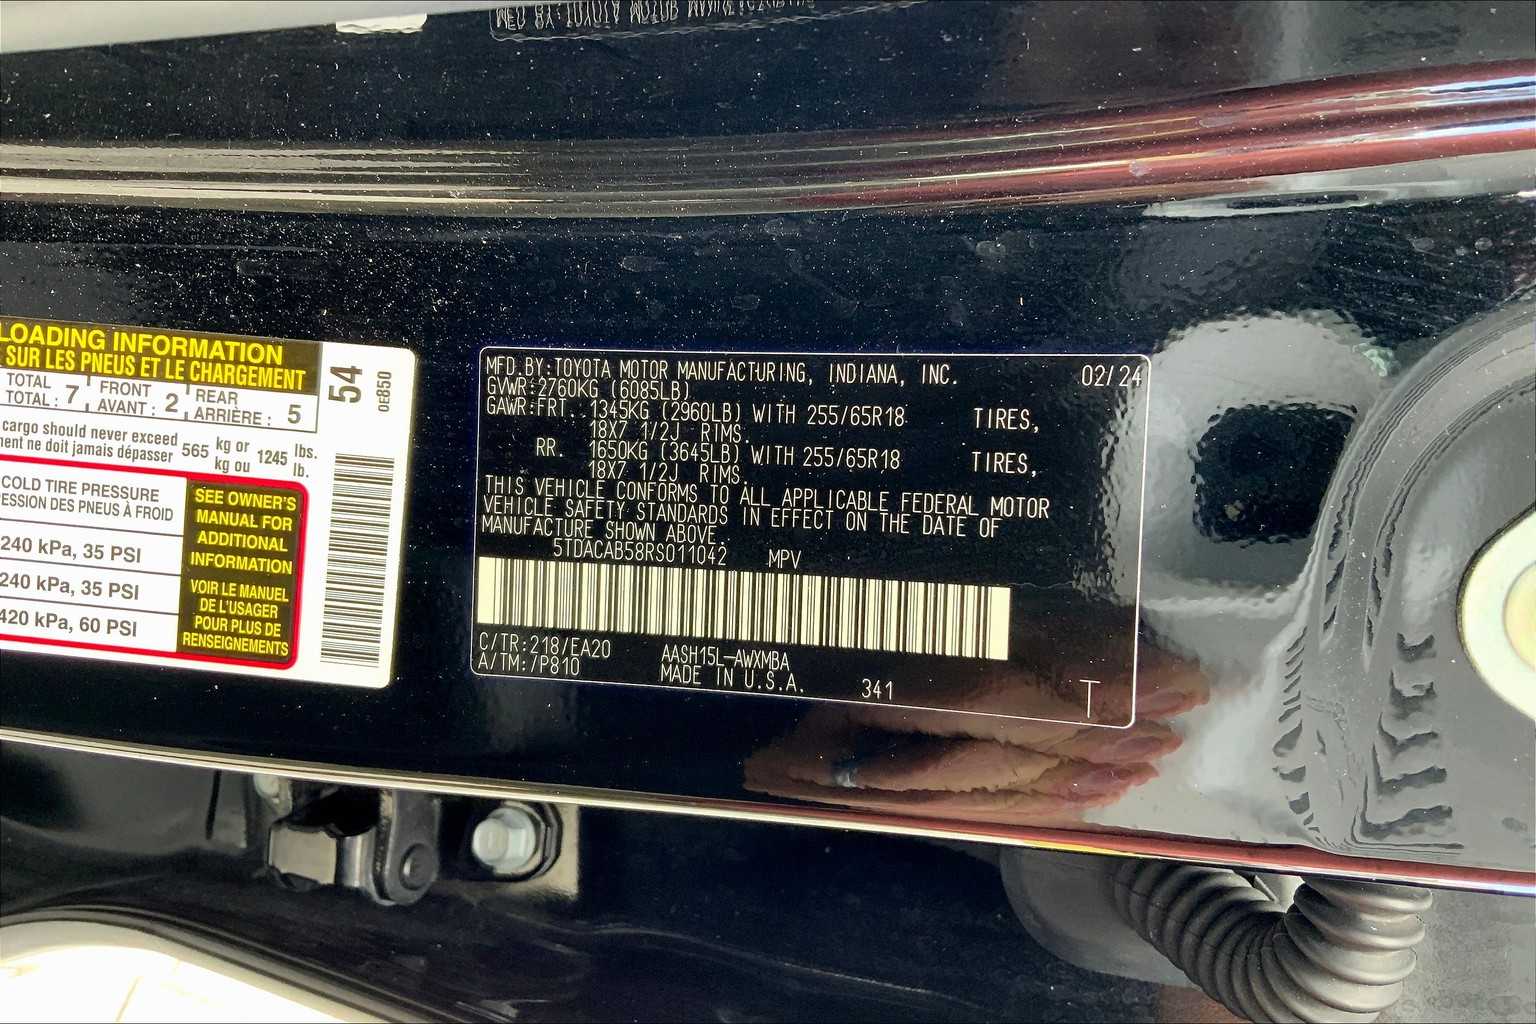 MFD BY:TOYOTA MOTOR
LOADING INFORMATION
SUR LES PNEUS ET LE CHARGEMENT
TOTAL
TOTAL : 7
FRONT
AVANT : 2
REAR
ARRIÈRE : 5
cargo should never exceed
ne doit jamais dépasser
565 kg or 1245 lbs.
kg ou lb.
COLD TIRE PRESSURE
DES PNEUS À FROID
240 kPa, 35 PSI
240 kPa, 35 PSI
420 kPa, 60 PSI
SEE OWNER'S
MANUAL FOR
ADDITIONAL
INFORMATION
VOIR LE MANUEL
DE L'USAGER
POUR PLUS DE
RENSEIGNEMENTS
54
0E850
MFD.BY:TOYOTA MOTOR MANUFACTURING, INDIANA, INC. 02/24
GVWR:2760KG (6085LB)
GAWR:FRT. 1345KG (2960LB) WITH 255/65R18 TIRES,
18X7 1/2J RIMS.
RR. 1650KG (3645LB) WITH 255/65R18 TIRES,
18X7 1/2J RIMS.
THIS VEHICLE CONFORMS TO ALL APPLICABLE FEDERAL MOTOR
VEHICLE SAFETY STANDARDS IN EFFECT ON THE DATE OF
MANUFACTURE SHOWN ABOVE.
5TDACAB58RS011042 MPV
C/TR:218/EA20 AASH15L-AWXMBA
A/TM:/P810 MADE IN U.S.A. 341 T